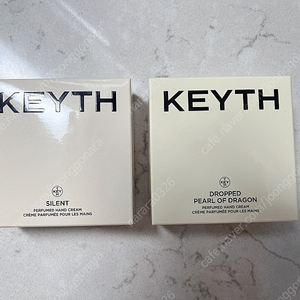 KEYTH
SILENT
PERFUMED HAND CREAM
CRÈME PARFUMÉE POUR LES MAINS
KEYTH
DROPPED
PEARL OF DRAGON
PERFUMED HAND CREAM
CRÈME PARFUMÉE POUR LES MAINS